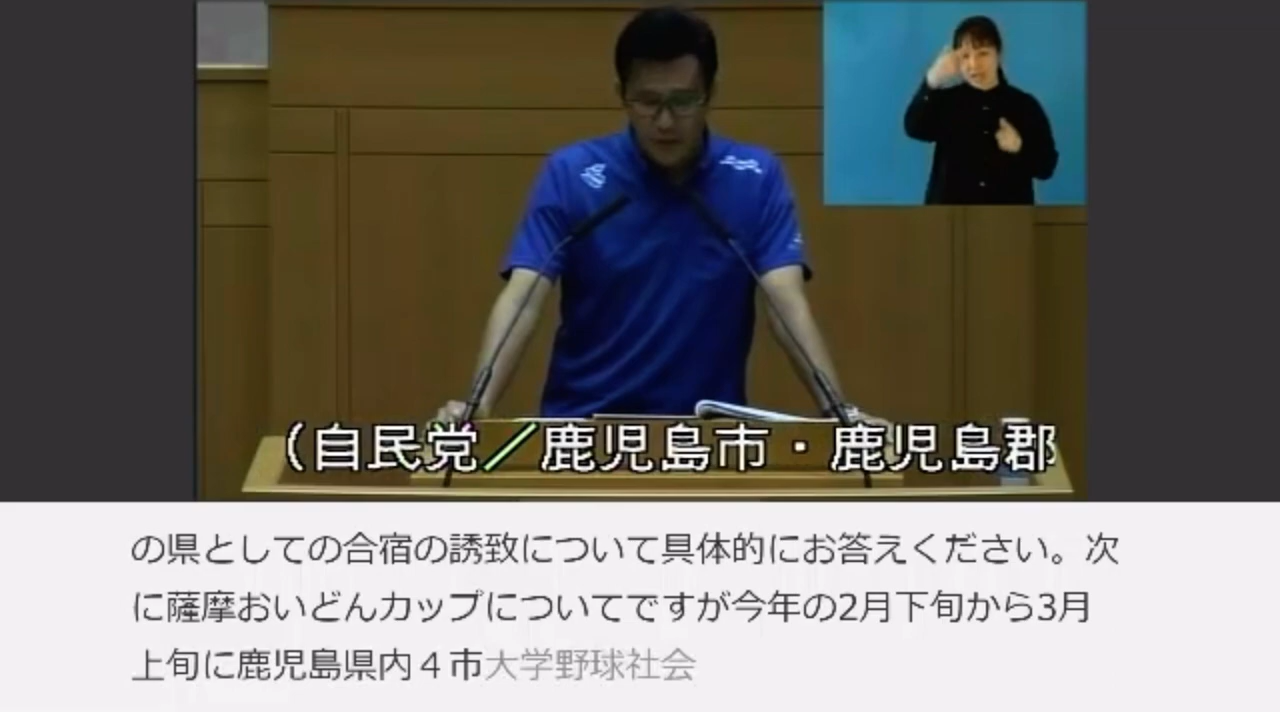 (自民党／鹿児島市・鹿児島郡
の県としての合宿の誘致について具体的にお答えください。次
に薩摩おいどんカップについてですが今年の2月下旬から3月
上旬に鹿児島県内４市大学野球社会